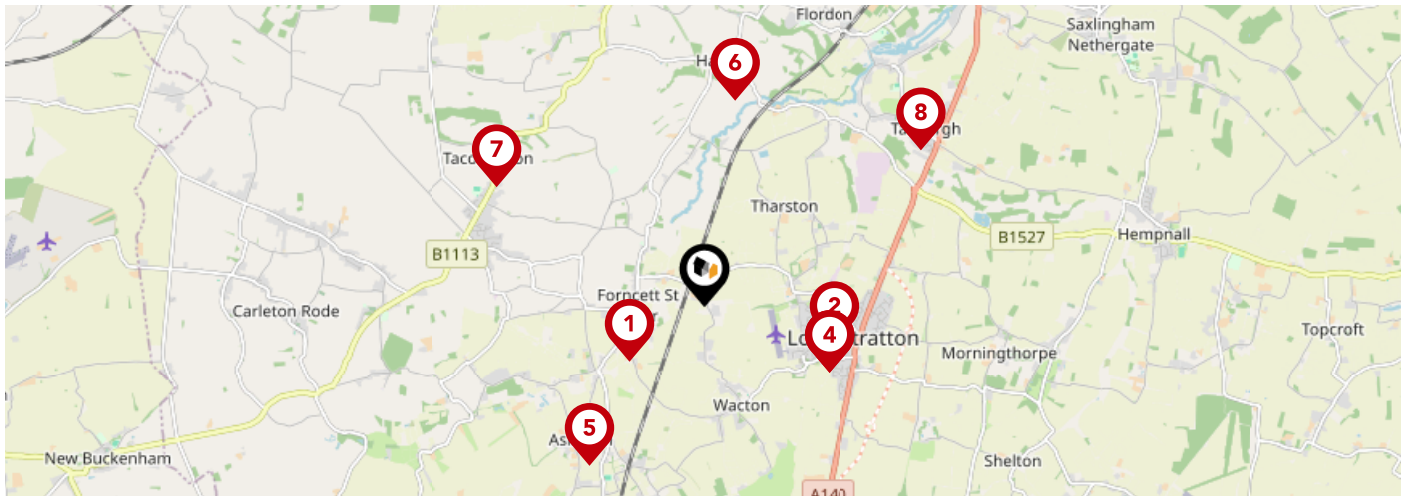 Flordon
Saxlingham
Nethergate
6
8
7
Tharston
B1527
Hempnall
B1113
Carleton Rode
Forncett St
1
2
4
Topcroft
Morningthorpe
Wacton
5
New Buckenham
Shelton
A140